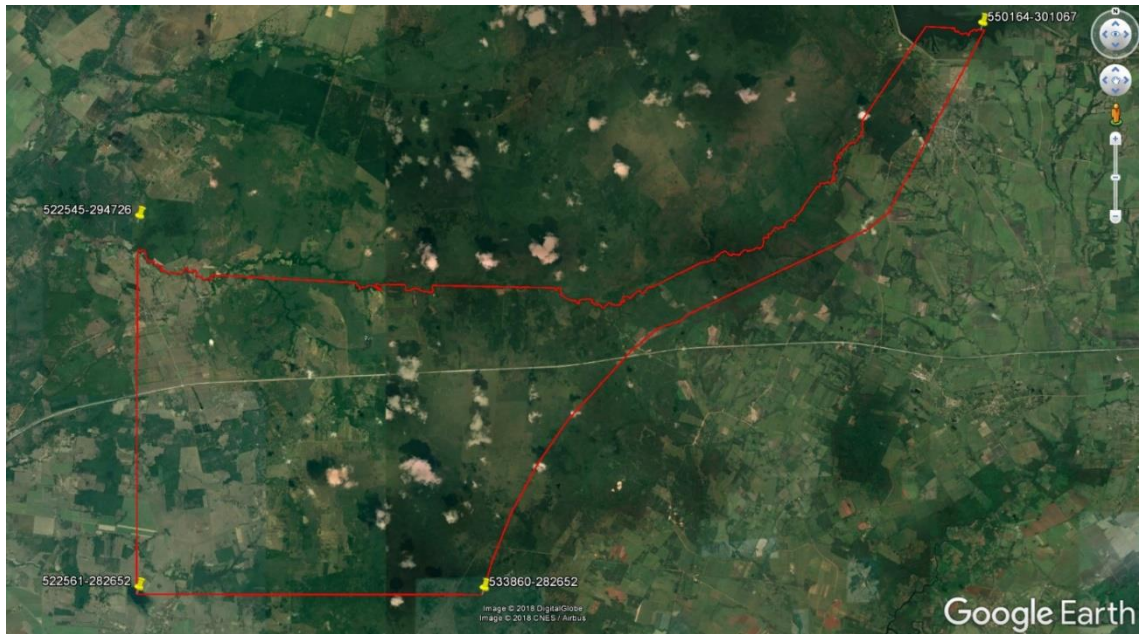 550164-301067
N
522545-294726
522561-282652
533860-282652
Image © 2018 DigitalGlobe
Image © 2018 CNES / Airbus
Google Earth